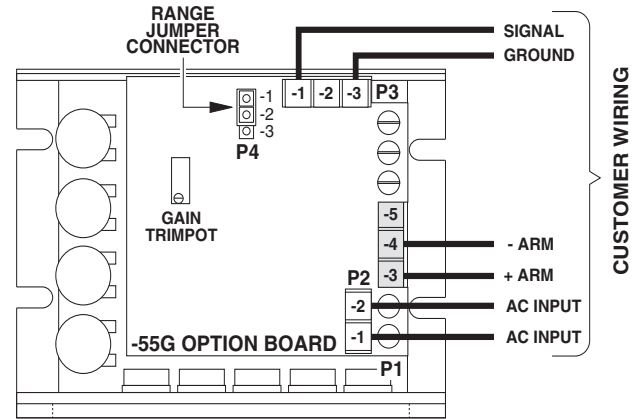 RANGE
JUMPER
CONNECTOR
SIGNAL
GROUND
-1
-2
-3
P4
-1 -2 -3 P3
GAIN
TRIMPOT
-5
-4
-3
- ARM
+ ARM
P2
-2
-1
AC INPUT
AC INPUT
-55G OPTION BOARD
P1
CUSTOMER WIRING